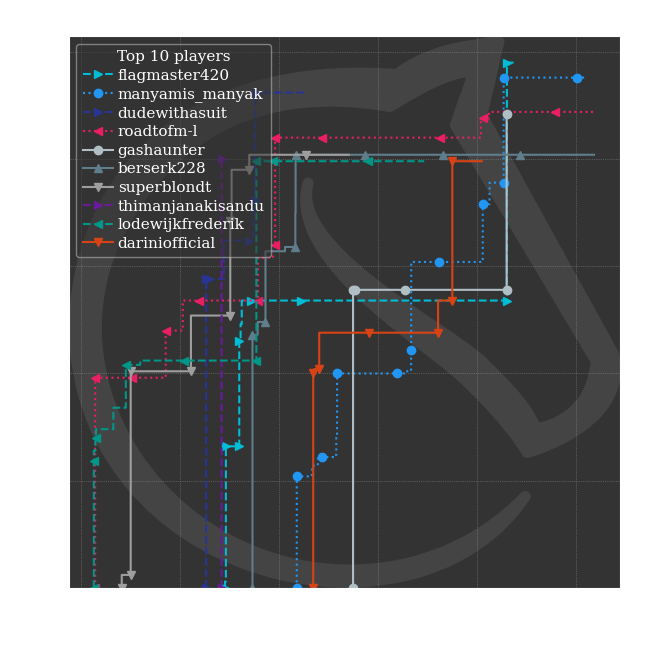 Top 10 players
flagmaster420
manyamis_manyak
dudewithasuit
roadtofm-l
gashaunter
berserk228
superblondt
thimanjanakisandu
lodewijkfrederik
dariniofficial